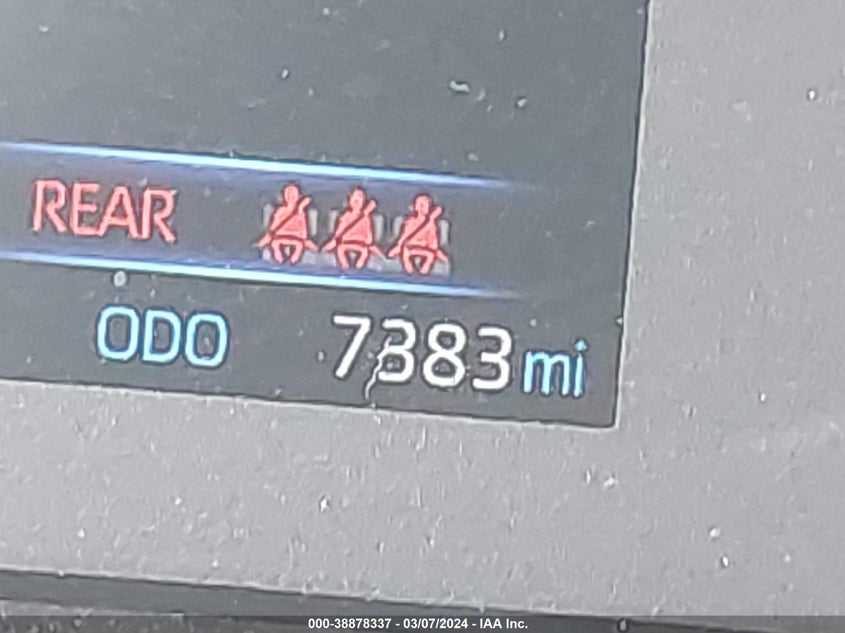 REAR
ODO 7383 mi
000-38878337 - 03/07/2024 - IAA Inc.